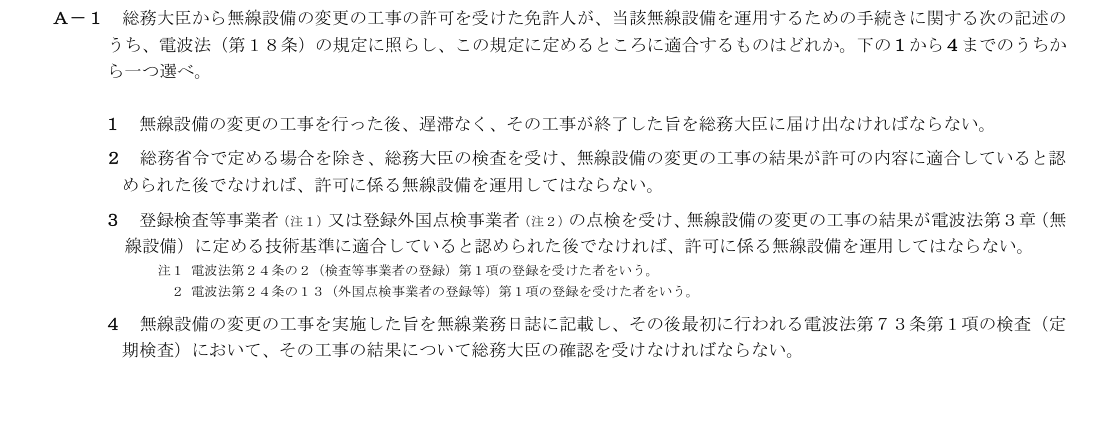 Ａ－１　総務大臣から無線設備の変更の工事の許可を受けた免許人が、当該無線設備を運用するための手続きに関する次の記述の
うち、電波法（第１８条）の規定に照らし、この規定に定めるところに適合するものはどれか。下の１から４までのうちか
ら一つ選べ。
１　無線設備の変更の工事を行った後、遅滞なく、その工事が終了した旨を総務大臣に届け出なければならない。
２　総務省令で定める場合を除き、総務大臣の検査を受け、無線設備の変更の工事の結果が許可の内容に適合していると認
められた後でなければ、許可に係る無線設備を運用してはならない。
３　登録検査等事業者（注１）又は登録外国点検事業者（注２）の点検を受け、無線設備の変更の工事の結果が電波法第３章（無
線設備）に定める技術基準に適合していると認められた後でなければ、許可に係る無線設備を運用してはならない。
注１　電波法第２４条の２（検査等事業者の登録）第１項の登録を受けた者をいう。
２　電波法第２４条の１３（外国点検事業者の登録等）第１項の登録を受けた者をいう。
４　無線設備の変更の工事を実施した旨を無線業務日誌に記載し、その後最初に行われる電波法第７３条第１項の検査（定
期検査）において、その工事の結果について総務大臣の確認を受けなければならない。